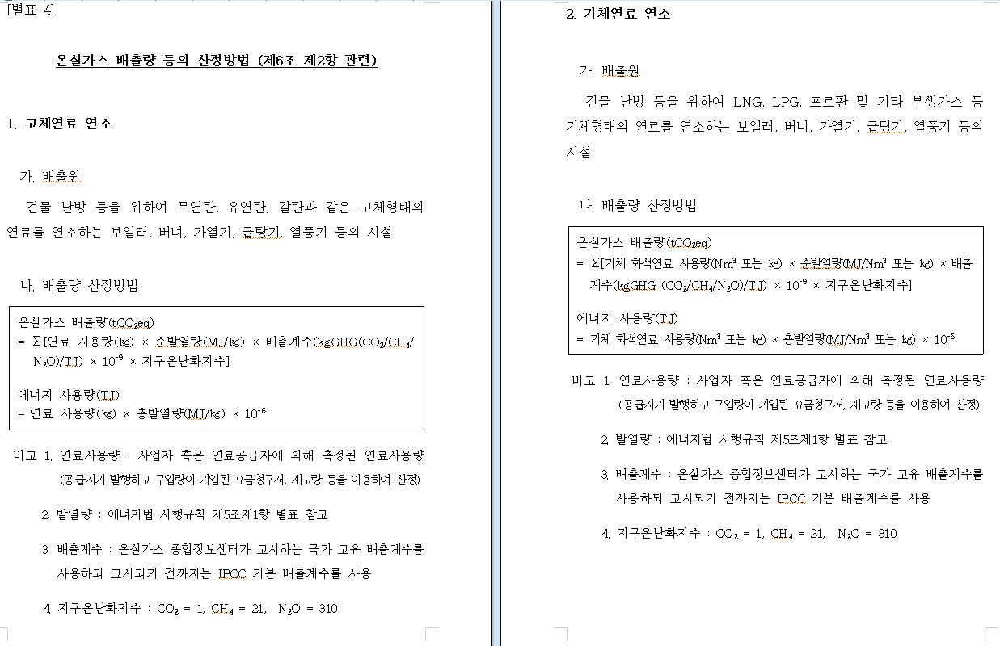 [별표 4]
온실가스 배출량 등의 산정방법 (제6조 제2항 관련)
1. 고체연료 연소
가. 배출원
건물 난방 등을 위하여 무연탄, 유연탄, 갈탄과 같은 고체형태의
연료를 연소하는 보일러, 버너, 가열기, 급탕기, 열풍기 등의 시설
나. 배출량 산정방법
온실가스 배출량(tCO₂eq)
= Σ[연료 사용량(kg) × 순발열량(MJ/kg) × 배출계수(kgGHG(CO₂/CH₄/
N₂O)/TJ) × 10⁻⁹ × 지구온난화지수]
에너지 사용량(TJ)
= 연료 사용량(kg) × 총발열량(MJ/kg) × 10⁻⁶
비고 1. 연료사용량 : 사업자 혹은 연료공급자에 의해 측정된 연료사용량
(공급자가 발행하고 구입량이 기입된 요금청구서, 재고량 등을 이용하여 산정)
2. 발열량 : 에너지법 시행규칙 제5조제1항 별표 참고
3. 배출계수 : 온실가스 종합정보센터가 고시하는 국가 고유 배출계수를
사용하되 고시되기 전까지는 IPCC 기본 배출계수를 사용
4. 지구온난화지수 : CO₂ = 1, CH₄ = 21, N₂O = 310
2. 기체연료 연소
가. 배출원
건물 난방 등을 위하여 LNG, LPG, 프로판 및 기타 부생가스 등
기체형태의 연료를 연소하는 보일러, 버너, 가열기, 급탕기, 열풍기 등의
시설
나. 배출량 산정방법
온실가스 배출량(tCO₂eq)
= Σ[기체 화석연료 사용량(Nm³ 또는 kg) × 순발열량(MJ/Nm³ 또는 kg) × 배출
계수(kgGHG (CO₂/CH₄/N₂O)/TJ) × 10⁻⁹ × 지구온난화지수]
에너지 사용량(TJ)
= 기체 화석연료 사용량(Nm³ 또는 kg) × 총발열량(MJ/Nm³ 또는 kg) × 10⁻⁶
비고 1. 연료사용량 : 사업자 혹은 연료공급자에 의해 측정된 연료사용량
(공급자가 발행하고 구입량이 기입된 요금청구서, 재고량 등을 이용하여 산정)
2. 발열량 : 에너지법 시행규칙 제5조제1항 별표 참고
3. 배출계수 : 온실가스 종합정보센터가 고시하는 국가 고유 배출계수를
사용하되 고시되기 전까지는 IPCC 기본 배출계수를 사용
4. 지구온난화지수 : CO₂ = 1, CH₄ = 21, N₂O = 310